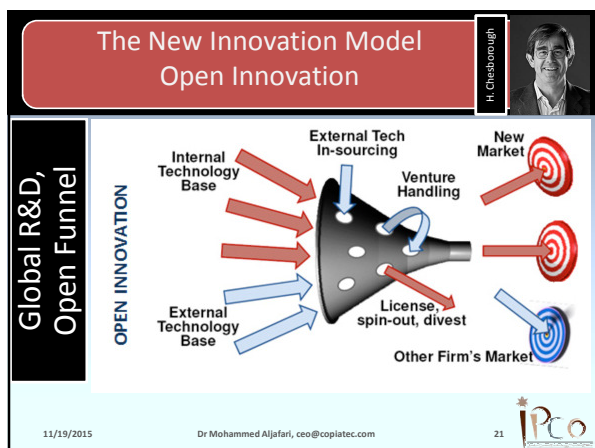 The New Innovation Model
Open Innovation
H. Chesborough
Global R&D,
Open Funnel
OPEN INNOVATION
Internal
Technology
Base
External Tech
In-sourcing
Venture
Handling
New
Market
External
Technology
Base
License,
spin-out, divest
Other Firm's Market
11/19/2015
Dr Mohammed Aljafari, ceo@copiatec.com
21
IPCO